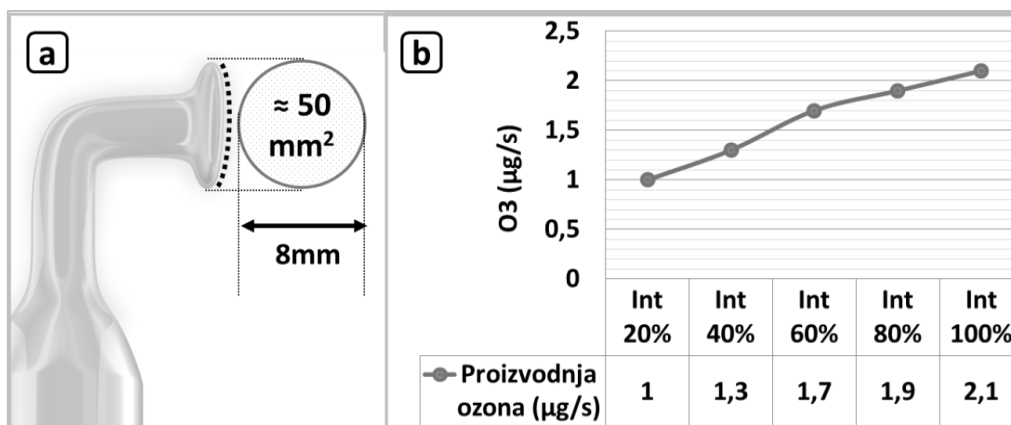 a
≈ 50
mm²
8mm
b
O3 (µg/s)
2,5
2
1,5
1
0,5
0
Int
20%
Int
40%
Int
60%
Int
80%
Int
100%
Proizvodnja
ozona (µg/s)
1
1,3
1,7
1,9
2,1